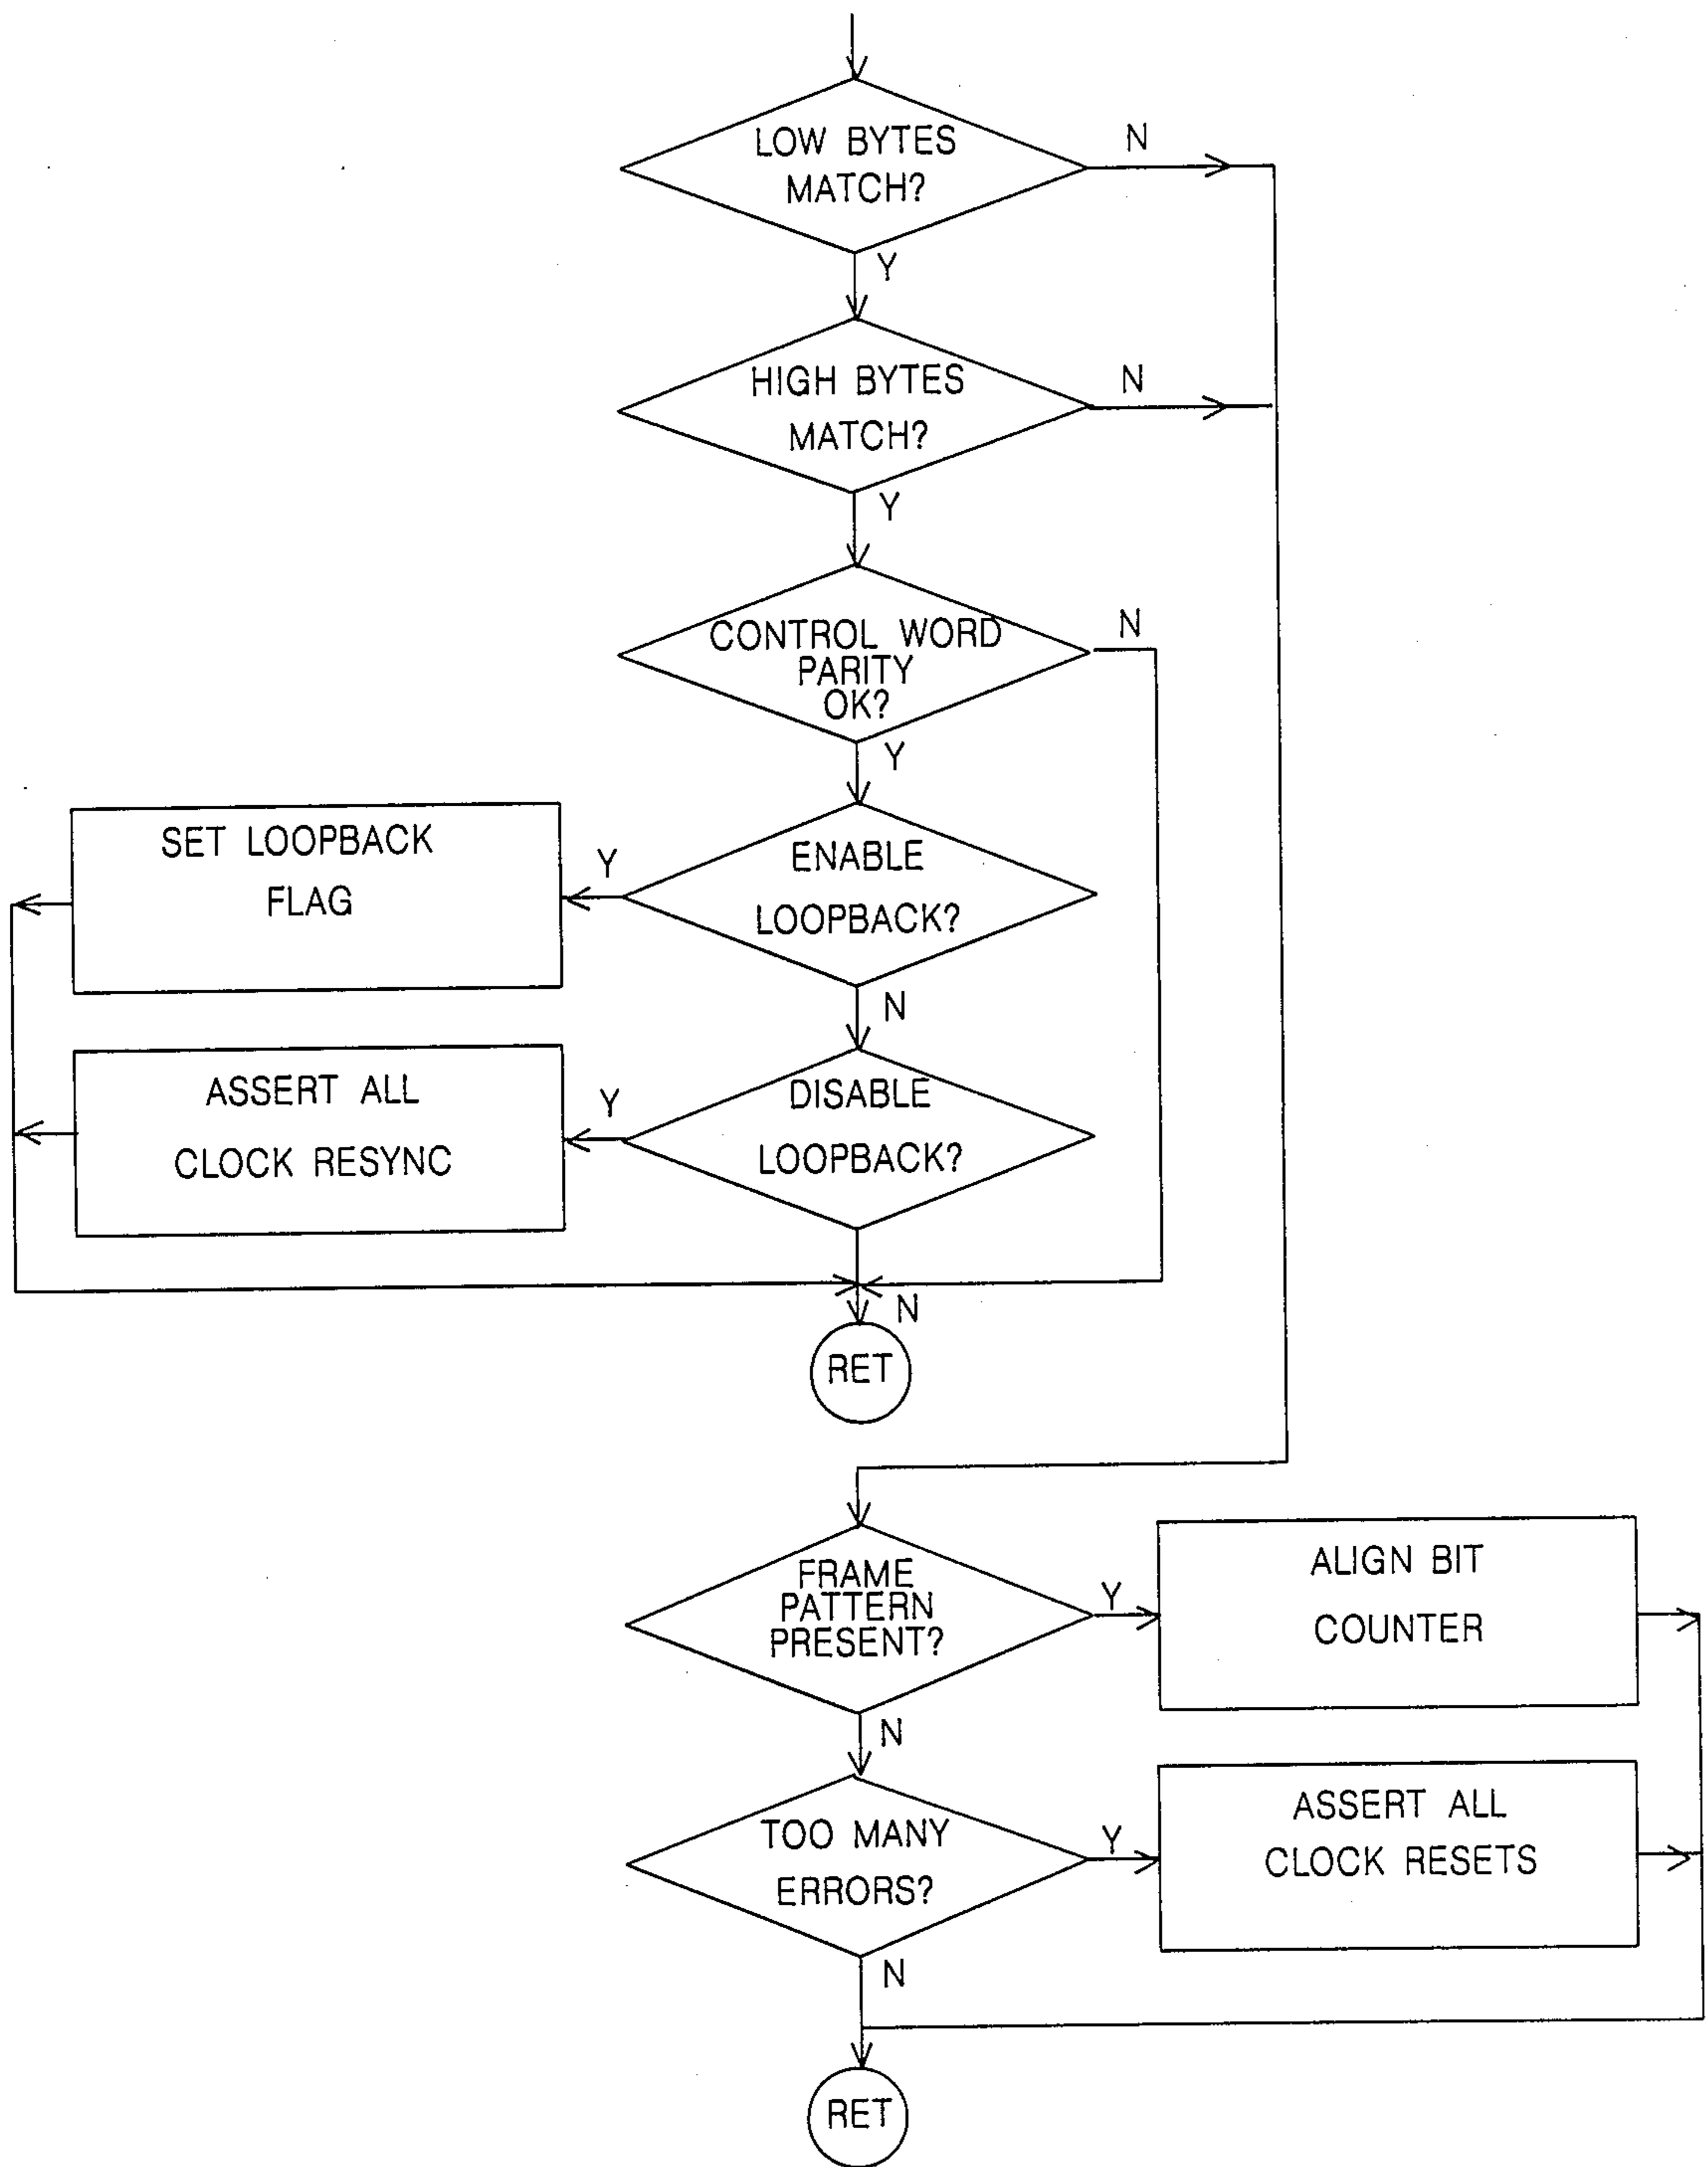 LOW BYTES
MATCH?
N
Y
HIGH BYTES
MATCH?
N
Y
CONTROL WORD
PARITY
OK?
N
Y
SET LOOPBACK
FLAG
Y
ENABLE
LOOPBACK?
N
ASSERT ALL
CLOCK RESYNC
Y
DISABLE
LOOPBACK?
N
RET
FRAME
PATTERN
PRESENT?
Y
ALIGN BIT
COUNTER
N
TOO MANY
ERRORS?
Y
ASSERT ALL
CLOCK RESETS
N
RET